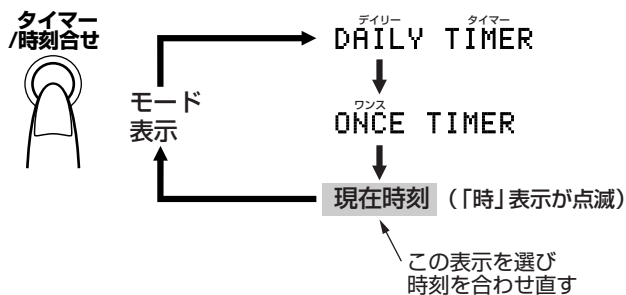 タイマー
/時刻合せ
デイリー タイマー
DAILY TIMER
モード
表示
ワンス
ONCE TIMER
現在時刻 (「時」表示が点滅)
この表示を選び
時刻を合わせ直す